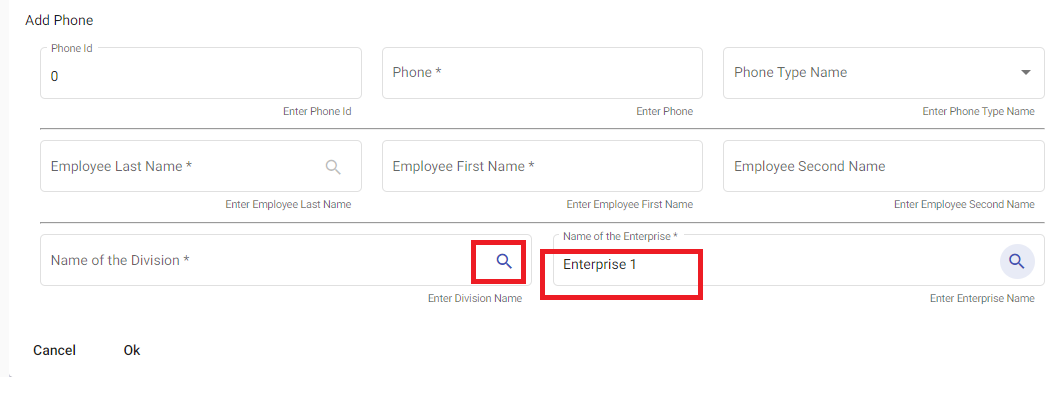 Add Phone
Phone Id
0
Phone *
Phone Type Name
Enter Phone Id
Enter Phone
Enter Phone Type Name
Employee Last Name *
Employee First Name *
Employee Second Name
Enter Employee Last Name
Enter Employee First Name
Enter Employee Second Name
Name of the Division *
Name of the Enterprise *
Enterprise 1
Enter Division Name
Enter Enterprise Name
Cancel
Ok